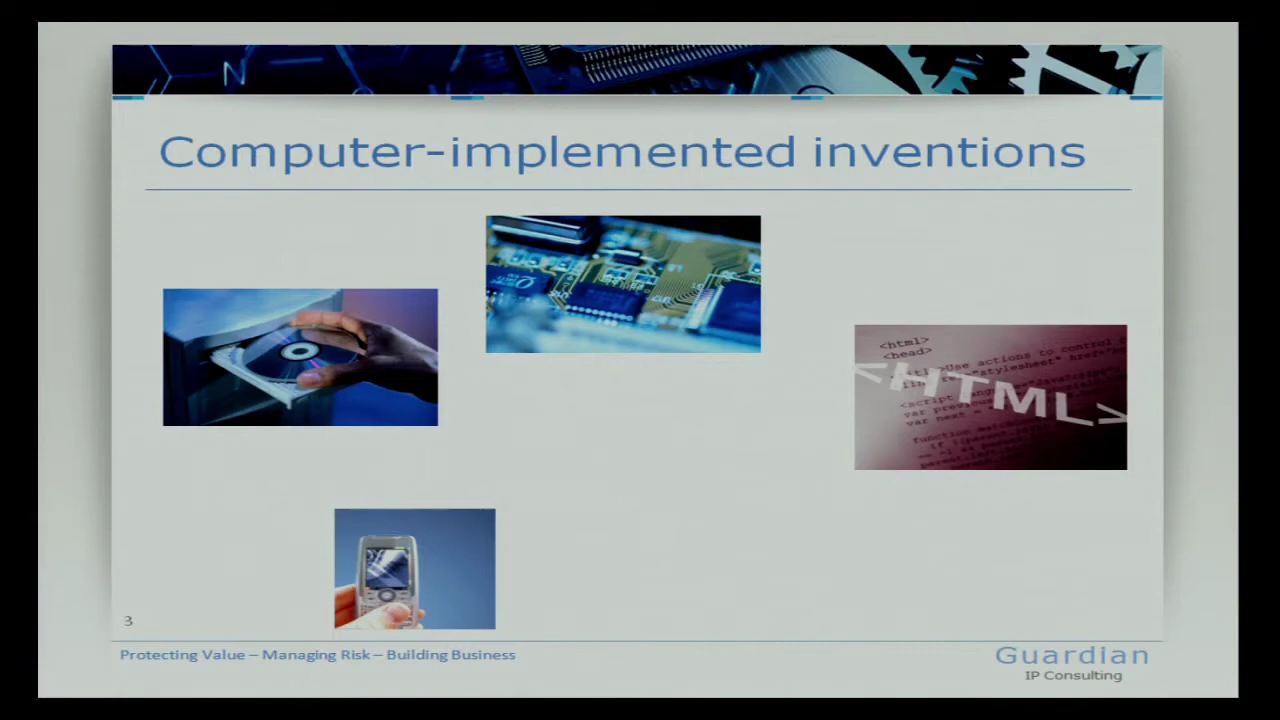 N
Computer-implemented inventions
<html>
<head>
<HTML>
3
Protecting Value – Managing Risk – Building Business
Guardian
IP Consulting